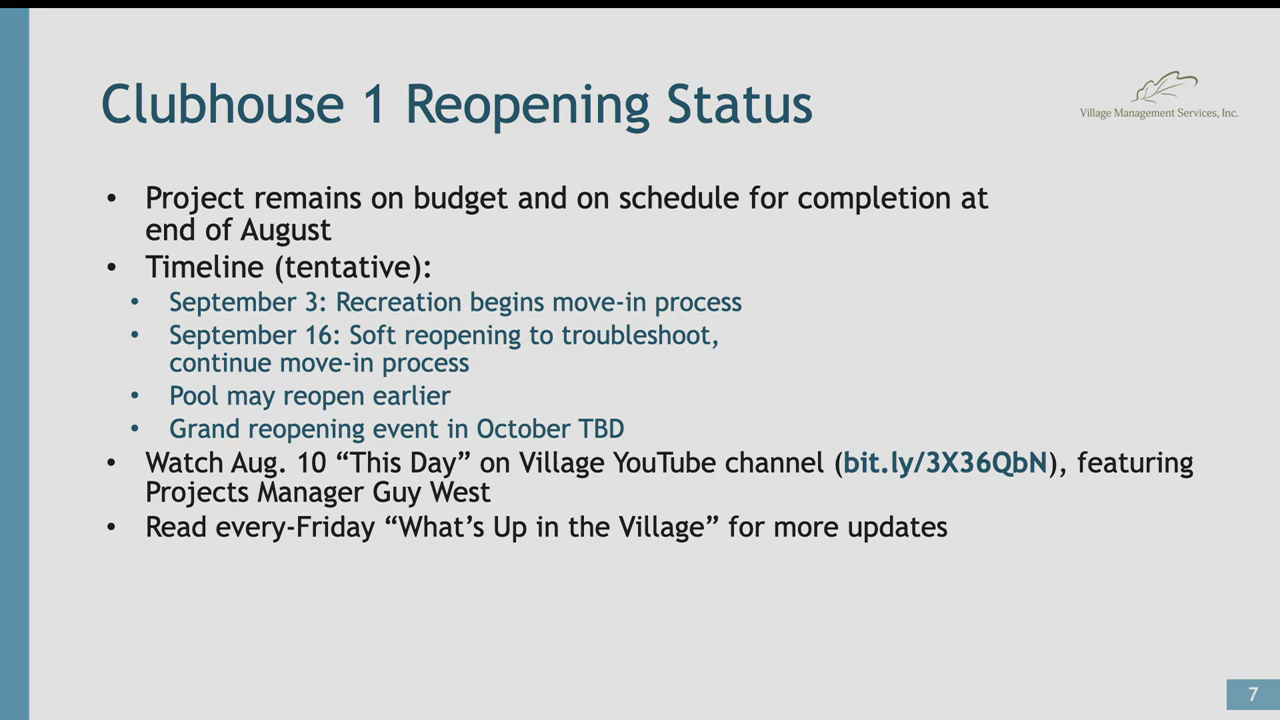 Clubhouse 1 Reopening Status
Village Management Services, Inc.
• Project remains on budget and on schedule for completion at
end of August
• Timeline (tentative):
• September 3: Recreation begins move-in process
• September 16: Soft reopening to troubleshoot,
continue move-in process
• Pool may reopen earlier
• Grand reopening event in October TBD
• Watch Aug. 10 “This Day” on Village YouTube channel (bit.ly/3X36QbN), featuring
Projects Manager Guy West
• Read every-Friday “What’s Up in the Village” for more updates
7